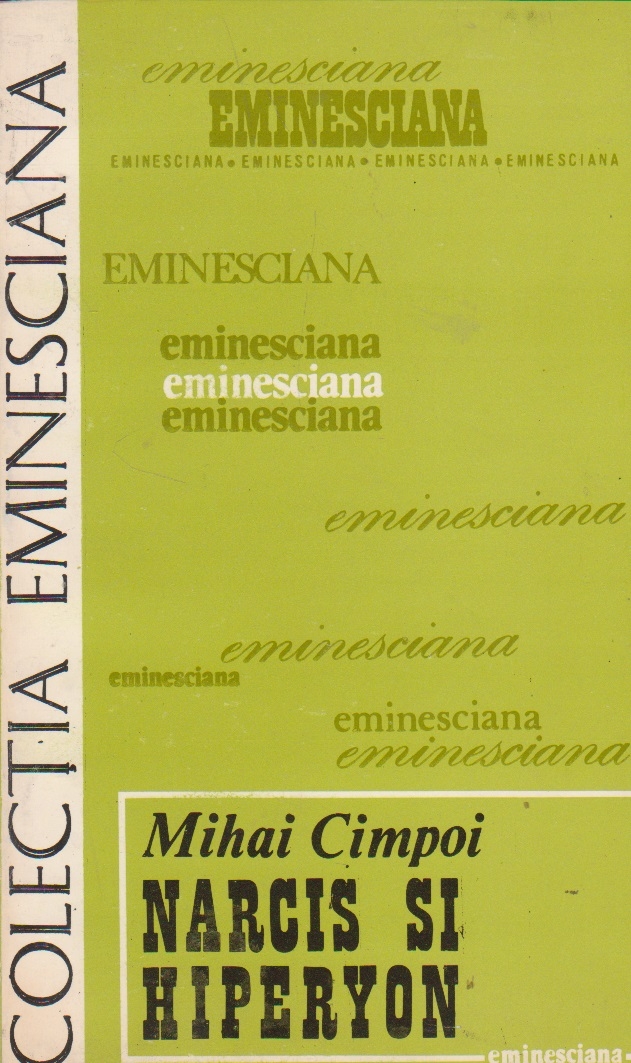 COLECȚIA EMINESCIANA
eminesciana
EMINESCIANA
EMINESCIANA • EMINESCIANA • EMINESCIANA • EMINESCIANA
EMINESCIANA
eminesciana
eminesciana
eminesciana
eminesciana
eminesciana
eminesciana
eminesciana
eminesciana
Mihai Cimpoi
NARCIS SI
HIPERYON
eminesciana